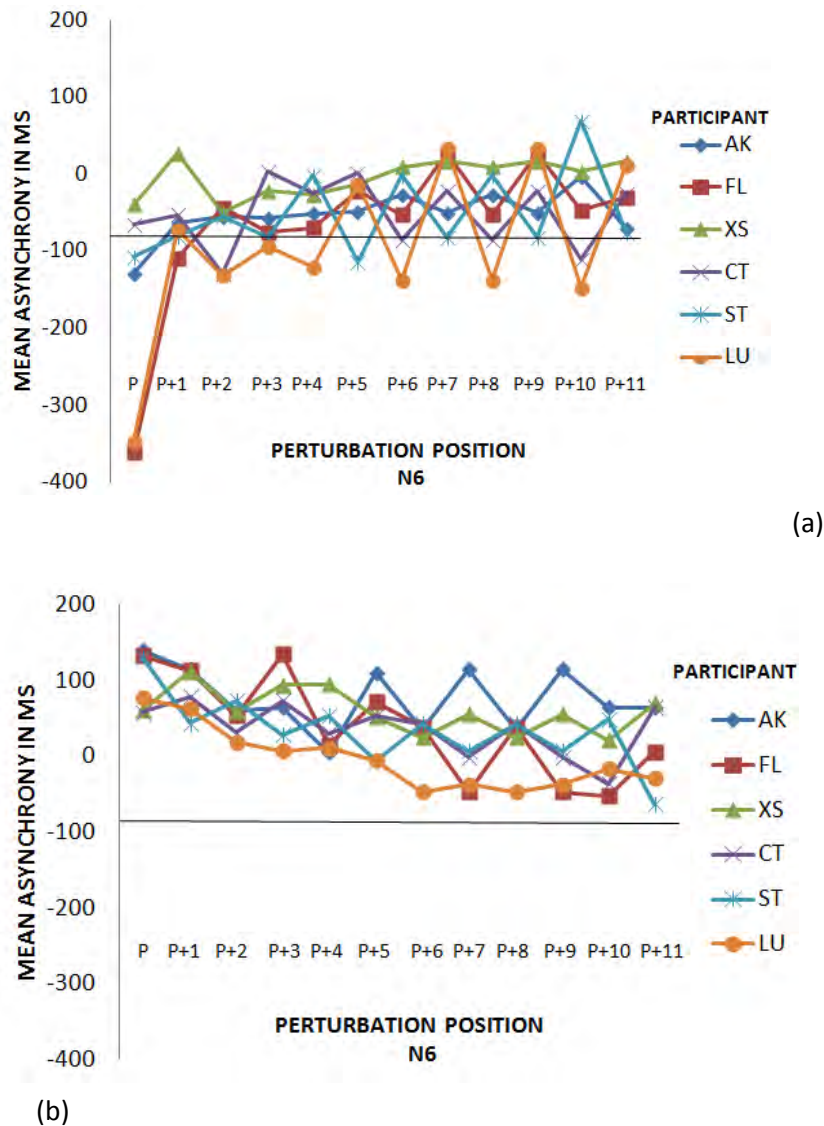 200
100
0
-100
-200
-300
-400
MEAN ASYNCHRONY IN MS
P P+1 P+2 P+3 P+4 P+5 P+6 P+7 P+8 P+9 P+10 P+11
PERTURBATION POSITION
N6
PARTICIPANT
AK
FL
XS
CT
ST
LU
(a)
200
100
0
-100
-200
-300
-400
MEAN ASYNCHRONY IN MS
P P+1 P+2 P+3 P+4 P+5 P+6 P+7 P+8 P+9 P+10 P+11
PERTURBATION POSITION
N6
PARTICIPANT
AK
FL
XS
CT
ST
LU
(b)